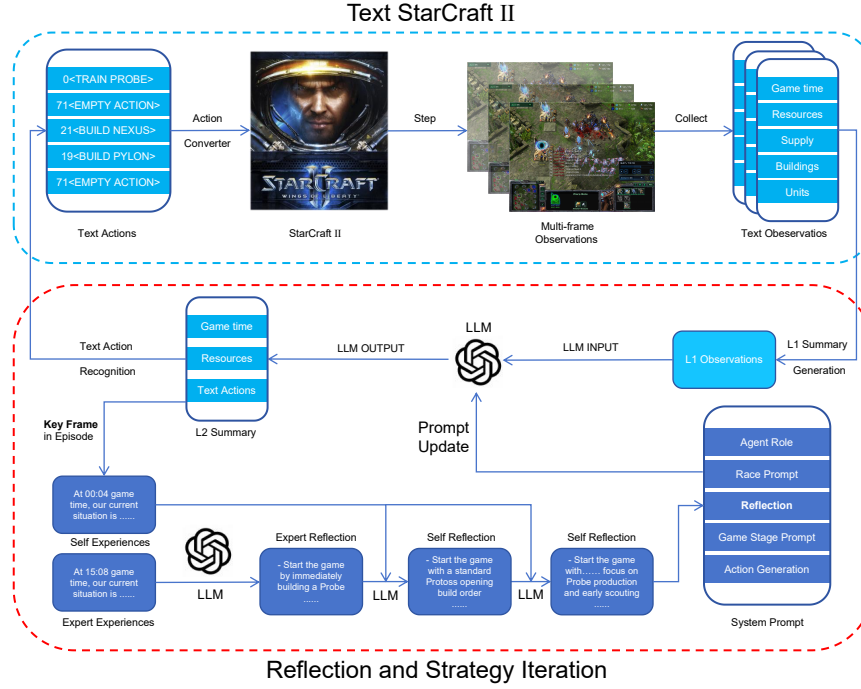 Text StarCraft II
0<TRAIN PROBE>
71<EMPTY ACTION>
21<BUILD NEXUS>
19<BUILD PYLON>
71<EMPTY ACTION>
Text Actions
Action
Converter
STARCRAFT
II
WINGS OF LIBERTY
StarCraft II
Step
Multi-frame
Observations
Collect
Game time
Resources
Supply
Buildings
Units
Text Obeservatios
Text Action
Recognition
Game time
Resources
Text Actions
L2 Summary
LLM OUTPUT
LLM
LLM INPUT
L1 Observations
L1 Summary
Generation
Key Frame
in Episode
Prompt
Update
Agent Role
Race Prompt
Reflection
Game Stage Prompt
Action Generation
System Prompt
At 00:04 game
time, our current
situation is ......
Self Experiences
At 15:08 game
time, our current
situation is ......
Expert Experiences
LLM
Expert Reflection
- Start the game
by immediately
building a Probe
......
LLM
Self Reflection
- Start the game
with a standard
Protoss opening
build order
......
LLM
Self Reflection
- Start the game
with...... focus on
Probe production
and early scouting
......
Reflection and Strategy Iteration